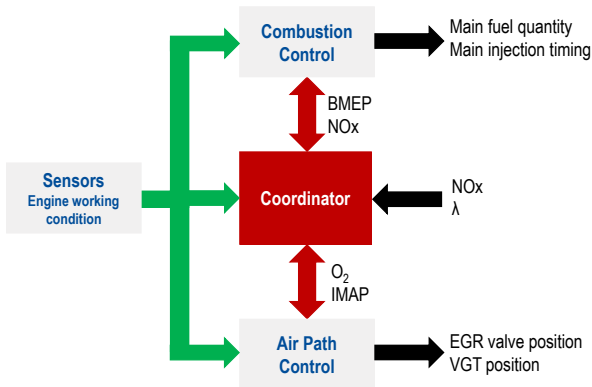 Combustion
Control
Main fuel quantity
Main injection timing
BMEP
NOx
Sensors
Engine working
condition
Coordinator
NOx
λ
O₂
IMAP
Air Path
Control
EGR valve position
VGT position